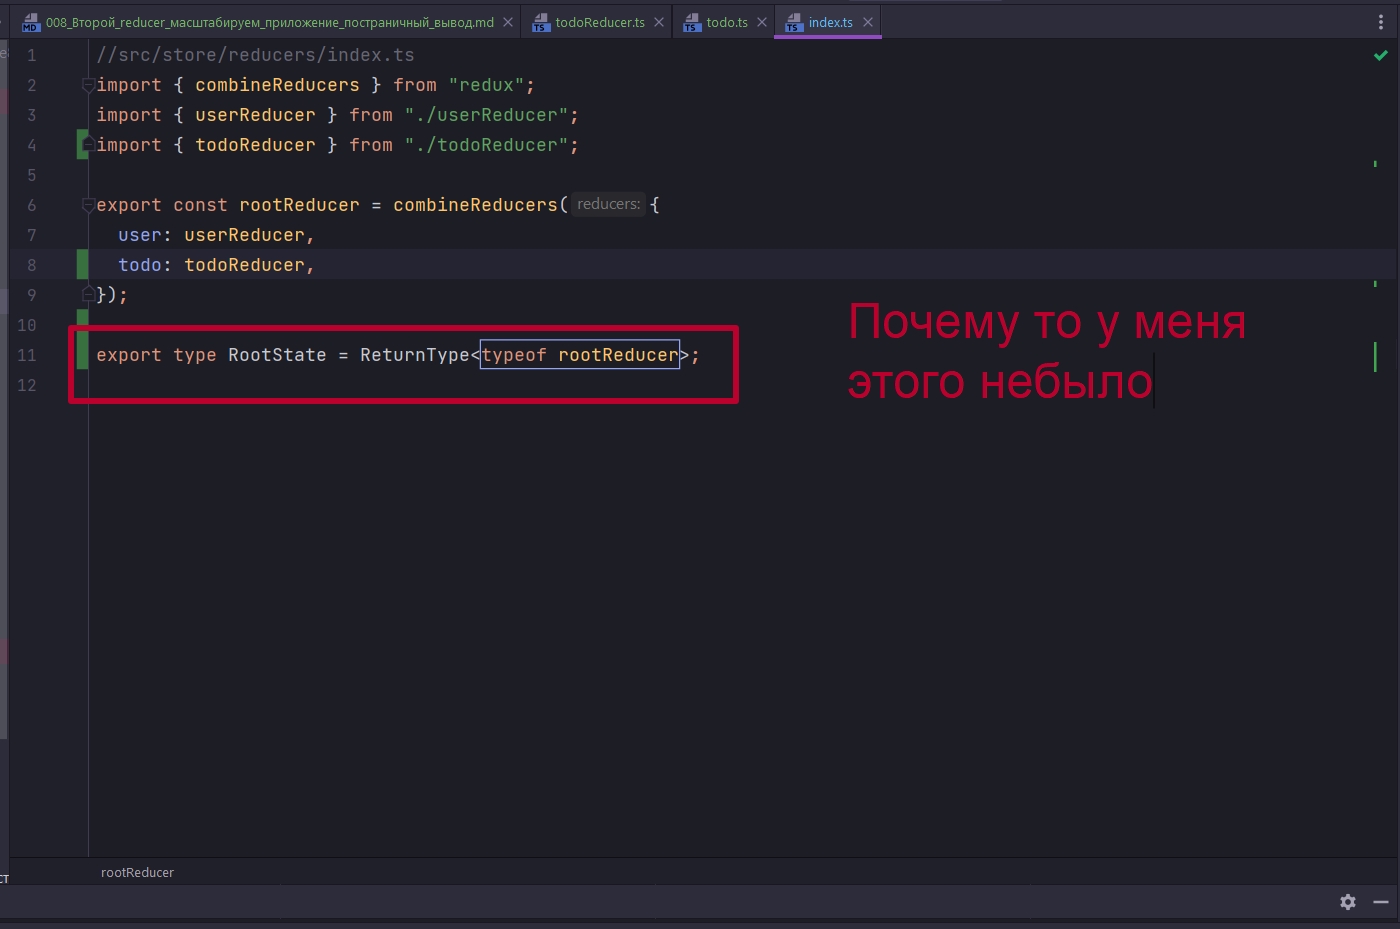 008_Второй_reducer_масштабируем_приложение_постраничный_вывод.md
todoReducer.ts
todo.ts
index.ts
1 //src/store/reducers/index.ts
2 import { combineReducers } from "redux";
3 import { userReducer } from "./userReducer";
4 import { todoReducer } from "./todoReducer";
5
6 export const rootReducer = combineReducers( reducers: {
7 user: userReducer,
8 todo: todoReducer,
9 });
10
11 export type RootState = ReturnType<typeof rootReducer>;
12
Почему то у меня
этого небыло
rootReducer